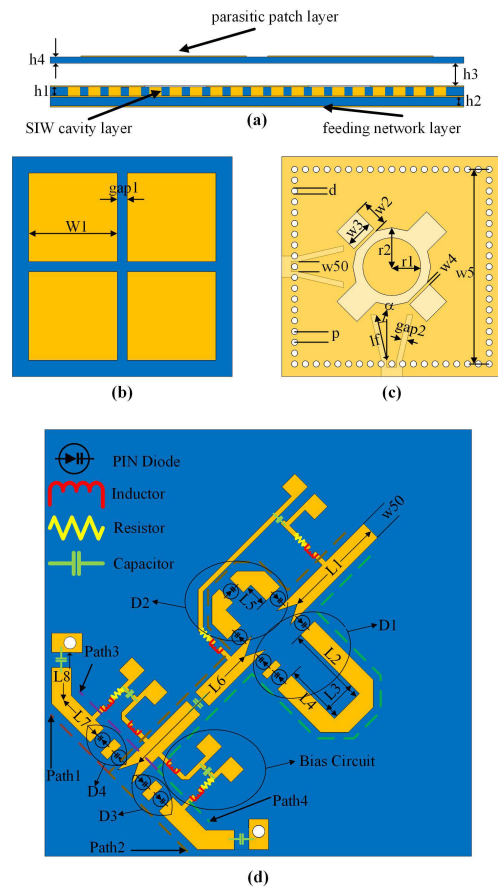 parasitic patch layer
h4
h3
h1
h2
SIW cavity layer
(a)
feeding network layer
gap1
W1
(b)
d
w2
w3
r2
r1
w4
w50
w5
α
p
lf
gap2
(c)
PIN Diode
Inductor
Resistor
Capacitor
w50
L1
D2
L5
D1
L2
L3
L4
Path3
L6
L8
L7
Path1
D4
Bias Circuit
D3
Path4
Path2
(d)